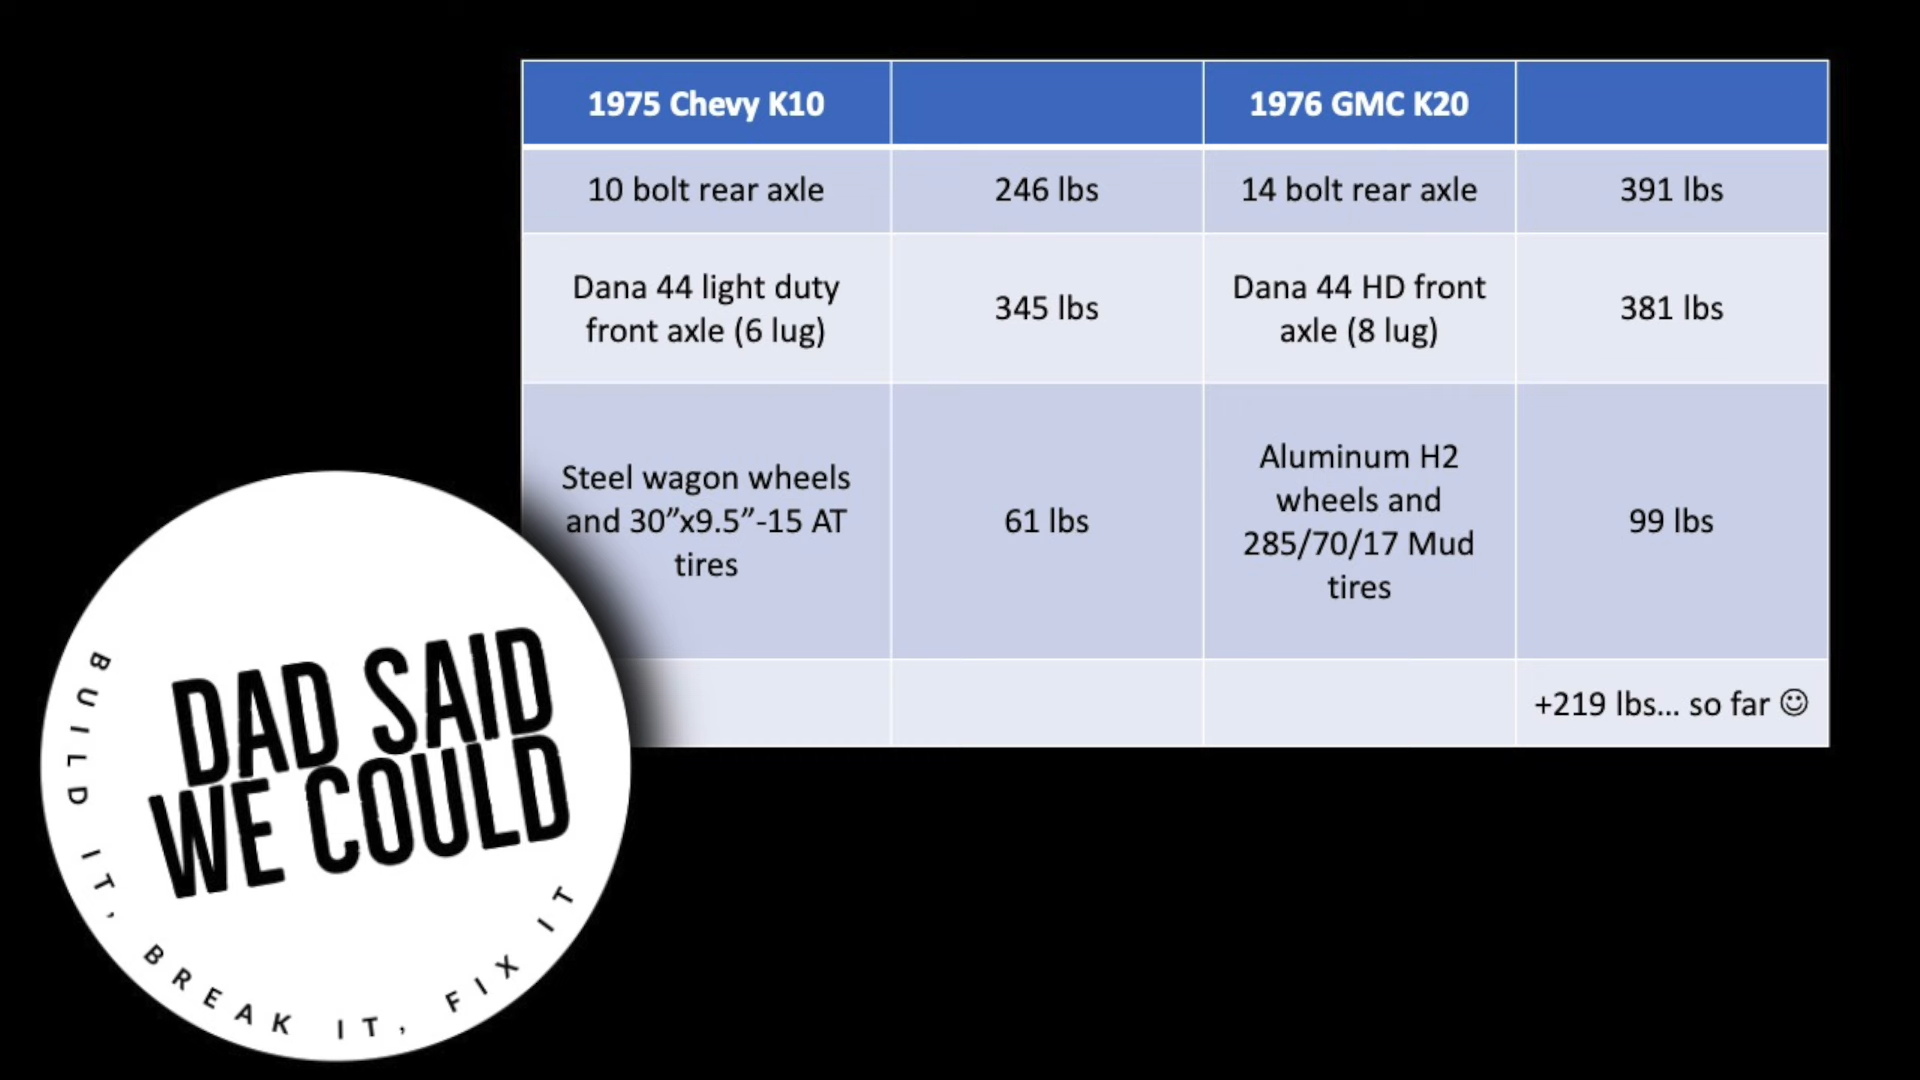 1975 Chevy K10
1976 GMC K20
10 bolt rear axle
246 lbs
14 bolt rear axle
391 lbs
Dana 44 light duty
front axle (6 lug)
345 lbs
Dana 44 HD front
axle (8 lug)
381 lbs
Steel wagon wheels
and 30”x9.5”-15 AT
tires
61 lbs
Aluminum H2
wheels and
285/70/17 Mud
tires
99 lbs
+219 lbs... so far ☺
DAD SAID
WE COULD
BUILD IT, BREAK IT, FIX IT